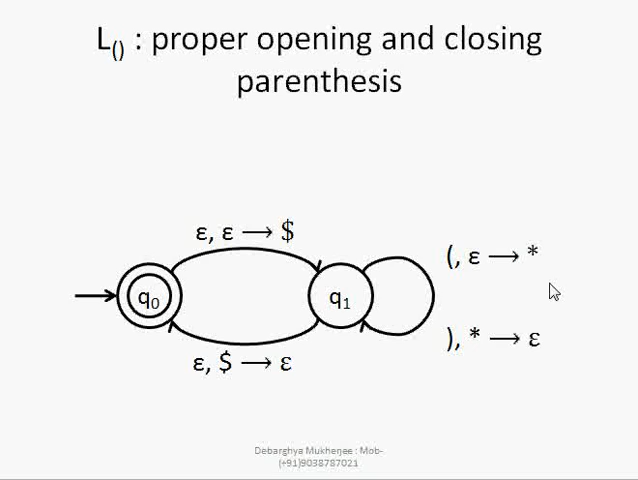 L() : proper opening and closing
parenthesis
ε, ε → $
(, ε → *
q0
q1
), * → ε
ε, $ → ε
Debarghya Mukherjee : Mob-
(+91)9038787021